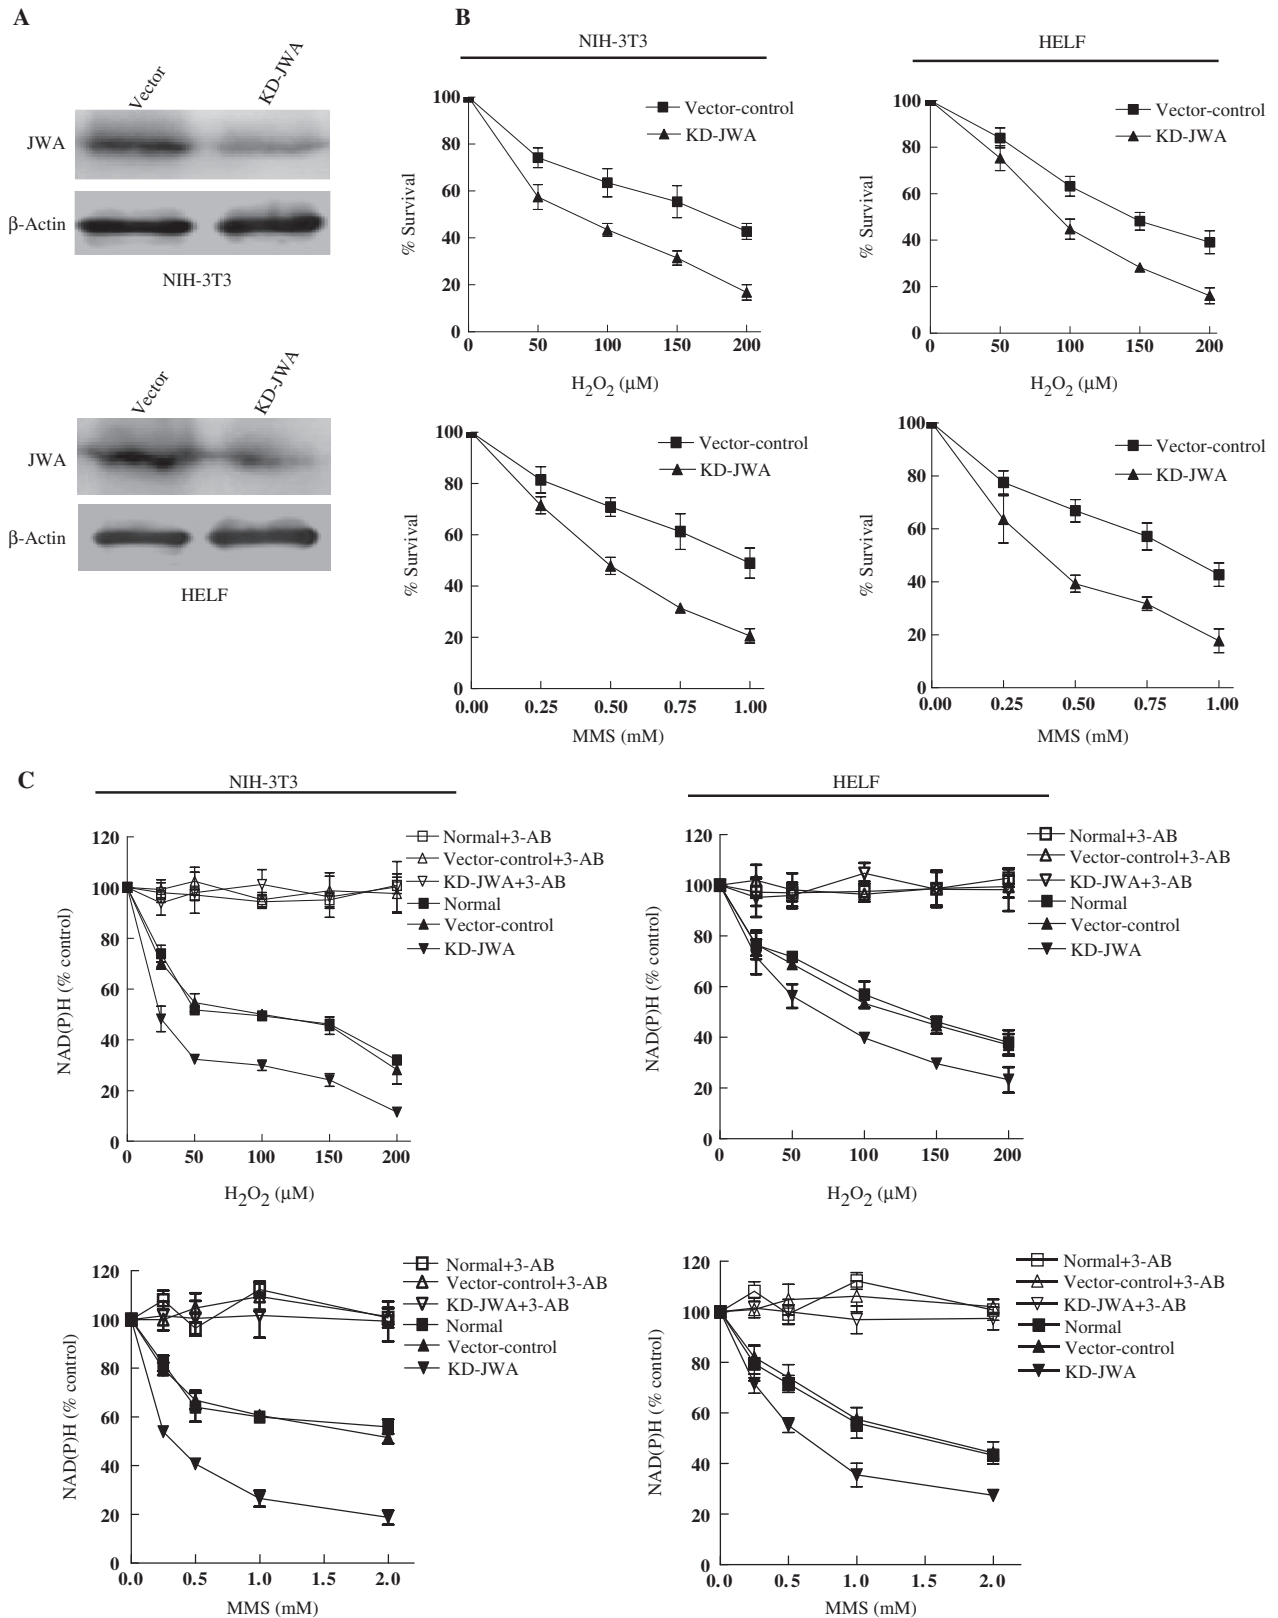 A
Vector
KD-JWA
JWA
β-Actin
NIH-3T3
Vector
KD-JWA
JWA
β-Actin
HELF
B
NIH-3T3
100
80
60
40
20
0
% Survival
Vector-control
KD-JWA
0
50
100
150
200
H2O2 (μM)
HELF
100
80
60
40
20
0
% Survival
Vector-control
KD-JWA
0
50
100
150
200
H2O2 (μM)
100
80
60
40
20
0
% Survival
Vector-control
KD-JWA
0.00
0.25
0.50
0.75
1.00
MMS (mM)
100
80
60
40
20
0
% Survival
Vector-control
KD-JWA
0.00
0.25
0.50
0.75
1.00
MMS (mM)
C
NIH-3T3
120
100
80
60
40
20
0
NAD(P)H (% control)
Normal+3-AB
Vector-control+3-AB
KD-JWA+3-AB
Normal
Vector-control
KD-JWA
0
50
100
150
200
H2O2 (μM)
HELF
120
100
80
60
40
20
0
NAD(P)H (% control)
Normal+3-AB
Vector-control+3-AB
KD-JWA+3-AB
Normal
Vector-control
KD-JWA
0
50
100
150
200
H2O2 (μM)
120
100
80
60
40
20
0
NAD(P)H (% control)
Normal+3-AB
Vector-control+3-AB
KD-JWA+3-AB
Normal
Vector-control
KD-JWA
0.0
0.5
1.0
1.5
2.0
MMS (mM)
120
100
80
60
40
20
0
NAD(P)H (% control)
Normal+3-AB
Vector-control+3-AB
KD-JWA+3-AB
Normal
Vector-control
KD-JWA
0.0
0.5
1.0
1.5
2.0
MMS (mM)